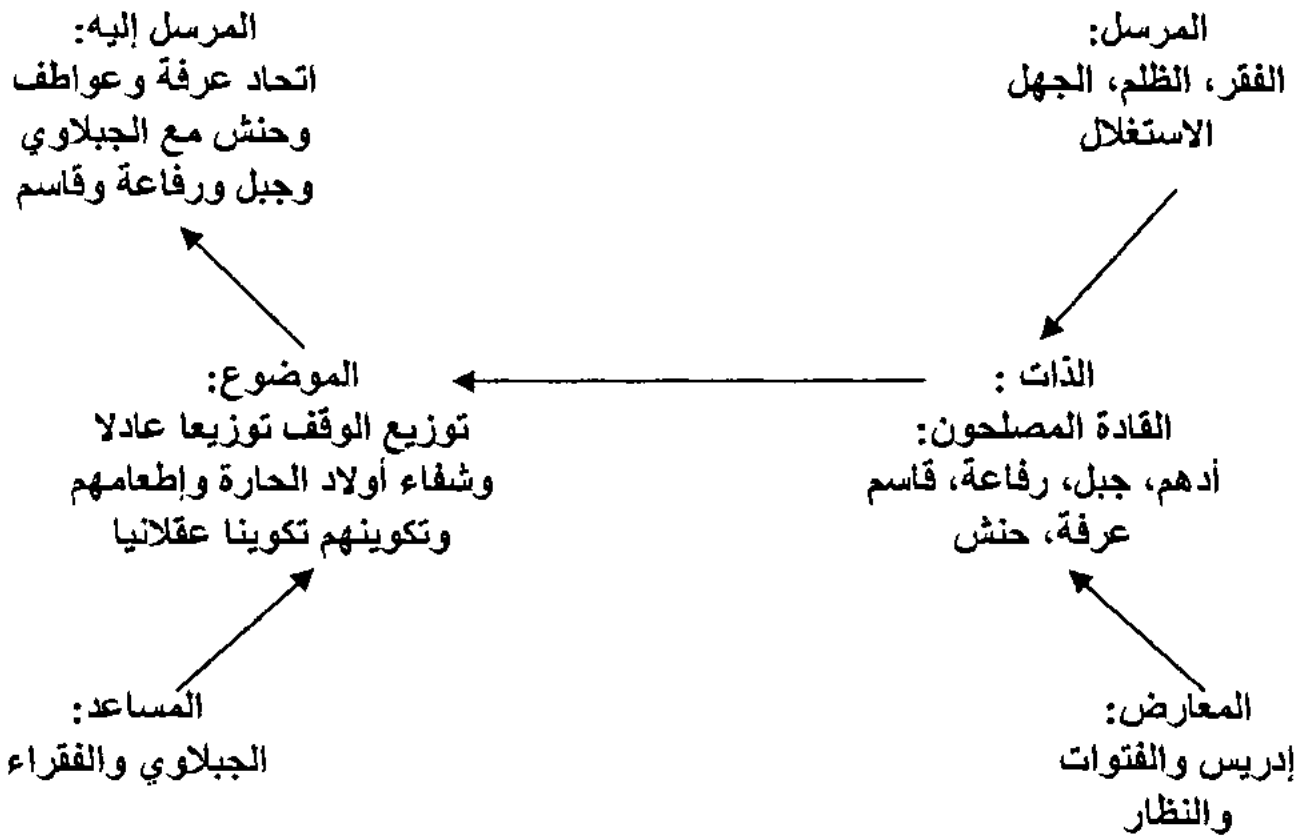 المرسل:
الفقر، الظلم، الجهل
الاستغلال
المرسل إليه:
اتحاد عرفة وعواطف
وحنش مع الجبلاوي
وجبل ورفاعة وقاسم
الذات :
القادة المصلحون:
أدهم، جبل، رفاعة، قاسم
عرفة، حنش
الموضوع:
توزيع الوقف توزيعا عادلا
وشفاء أولاد الحارة وإطعامهم
وتكوينهم تكوينا عقلانيا
المعارض:
إدريس والفتوات
والنظار
المساعد:
الجبلاوي والفقراء